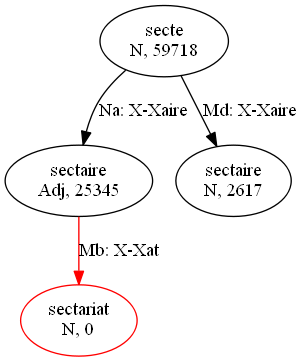 secte
N, 59718
Na: X-Xaire
Md: X-Xaire
sectaire
Adj, 25345
sectaire
N, 2617
Mb: X-Xat
sectariat
N, 0